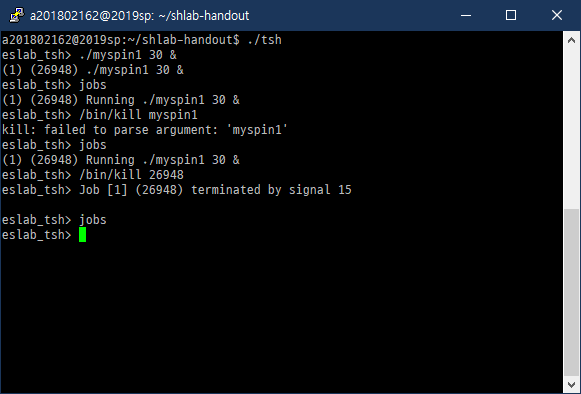 a201802162@2019sp: ~/shlab-handout
a201802162@2019sp:~/shlab-handout$ ./tsh
eslab_tsh> ./myspin1 30 &
(1) (26948) ./myspin1 30 &
eslab_tsh> jobs
(1) (26948) Running ./myspin1 30 &
eslab_tsh> /bin/kill myspin1
kill: failed to parse argument: 'myspin1'
eslab_tsh> jobs
(1) (26948) Running ./myspin1 30 &
eslab_tsh> /bin/kill 26948
eslab_tsh> Job [1] (26948) terminated by signal 15
eslab_tsh> jobs
eslab_tsh>